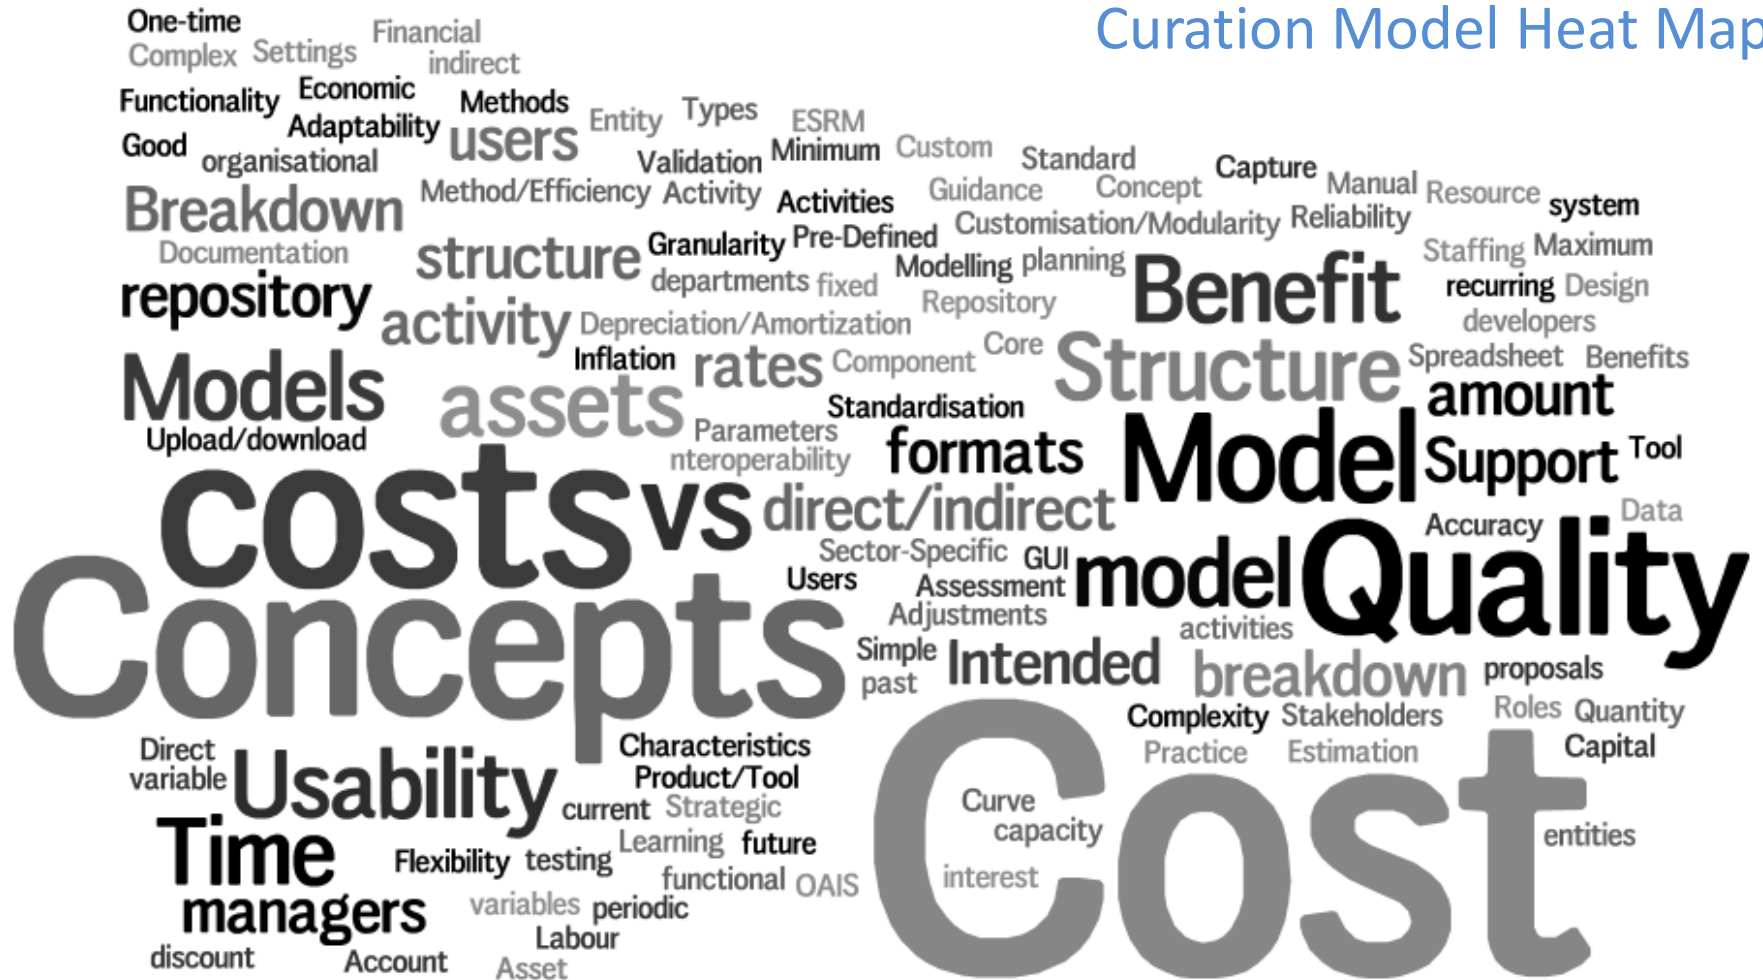 Curation Model Heat Map
One-time
Financial
Complex
Settings
indirect
Functionality
Economic
Methods
Entity
Types
ESRM
Adaptability
users
Good
organisational
Validation
Minimum
Custom
Standard
Capture
Breakdown
Method/Efficiency
Activity
Activities
Guidance
Concept
Manual
Resource
system
Documentation
structure
Granularity
Pre-Defined
Customisation/Modularity
Reliability
Staffing
Maximum
repository
departments
fixed
Modelling
planning
Benefit
recurring
Design
activity
Depreciation/Amortization
Repository
developers
Models
Inflation
rates
Component
Core
Structure
Spreadsheet
Benefits
assets
Standardisation
amount
Upload/download
Parameters
nteroperability
formats
Model
Support
Tool
costs
vs
direct/indirect
Accuracy
Data
Concepts
Sector-Specific
GUI
Users
Assessment
model
Quality
Adjustments
activities
Simple
past
Intended
breakdown
proposals
Complexity
Stakeholders
Roles
Quantity
Direct
variable
Usability
Characteristics
Product/Tool
Cost
Practice
Estimation
Capital
current
Strategic
Curve
capacity
entities
Time
Flexibility
testing
Learning
future
functional
OAIS
interest
managers
variables
periodic
Labour
discount
Account
Asset